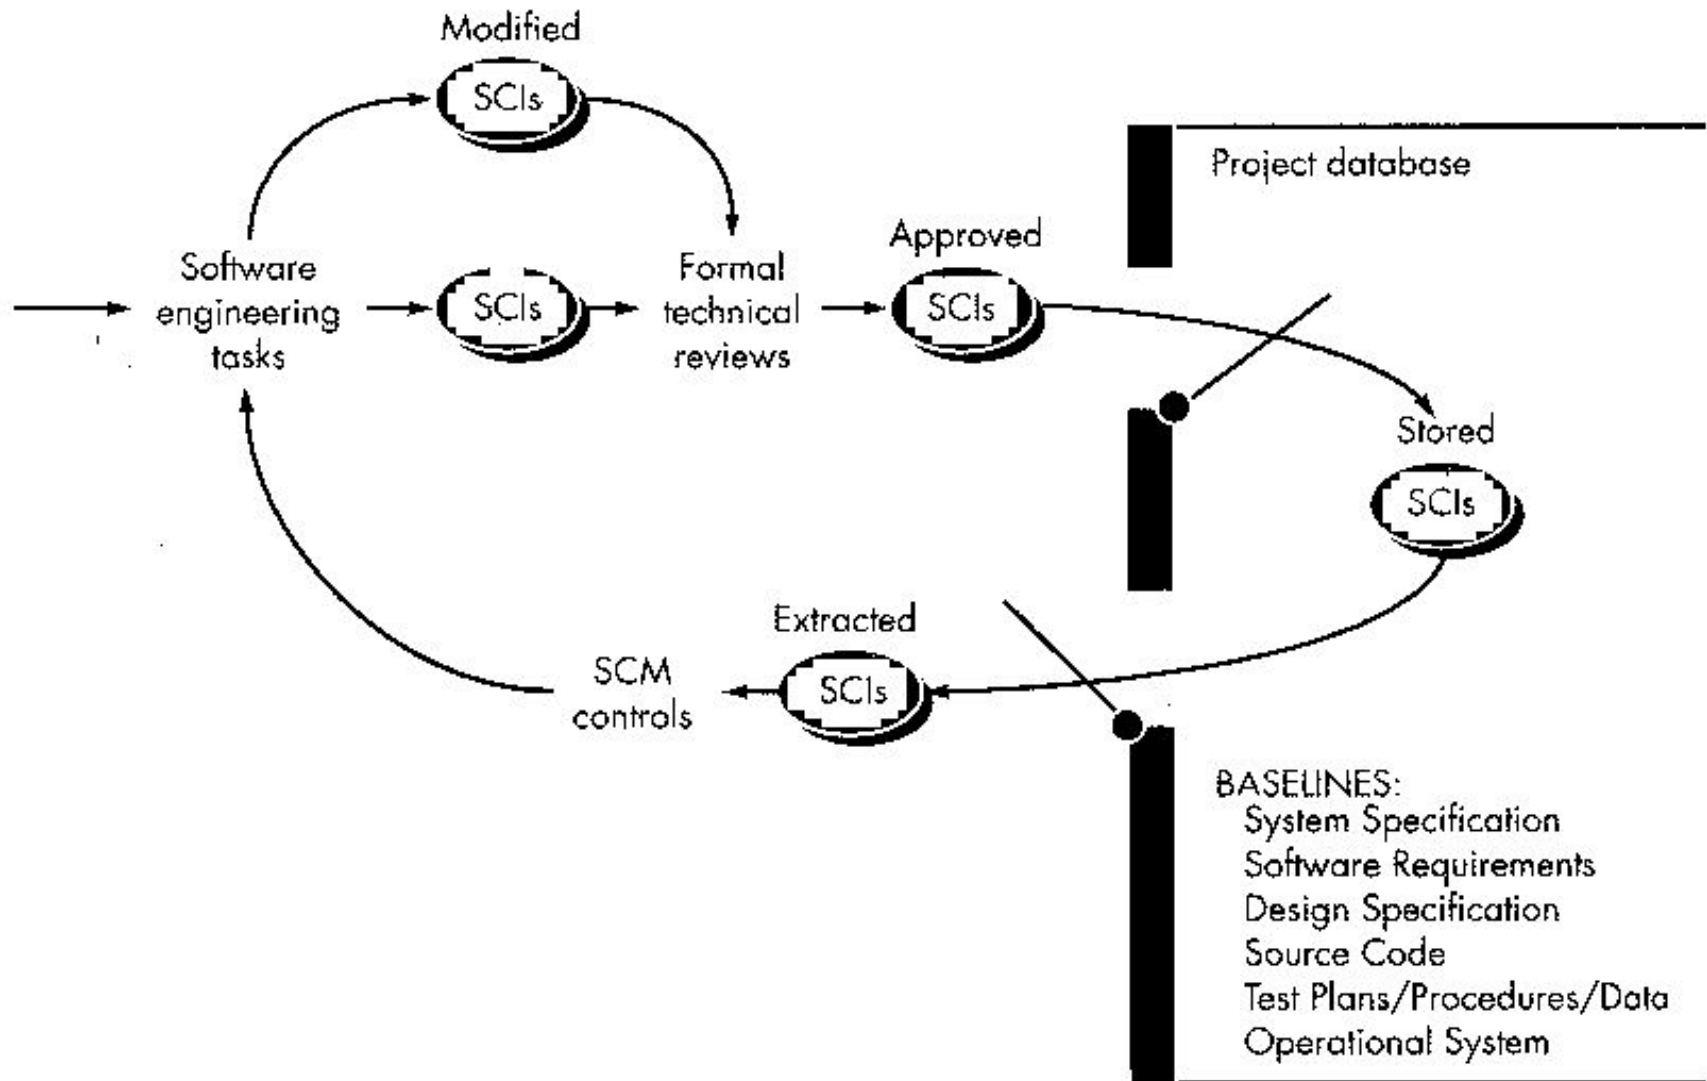 Modified
SCIs
Project database
Approved
Software
engineering
tasks
SCIs
Formal
technical
reviews
SCIs
Stored
SCIs
Extracted
SCIs
SCM
controls
BASELINES:
System Specification
Software Requirements
Design Specification
Source Code
Test Plans/Procedures/Data
Operational System